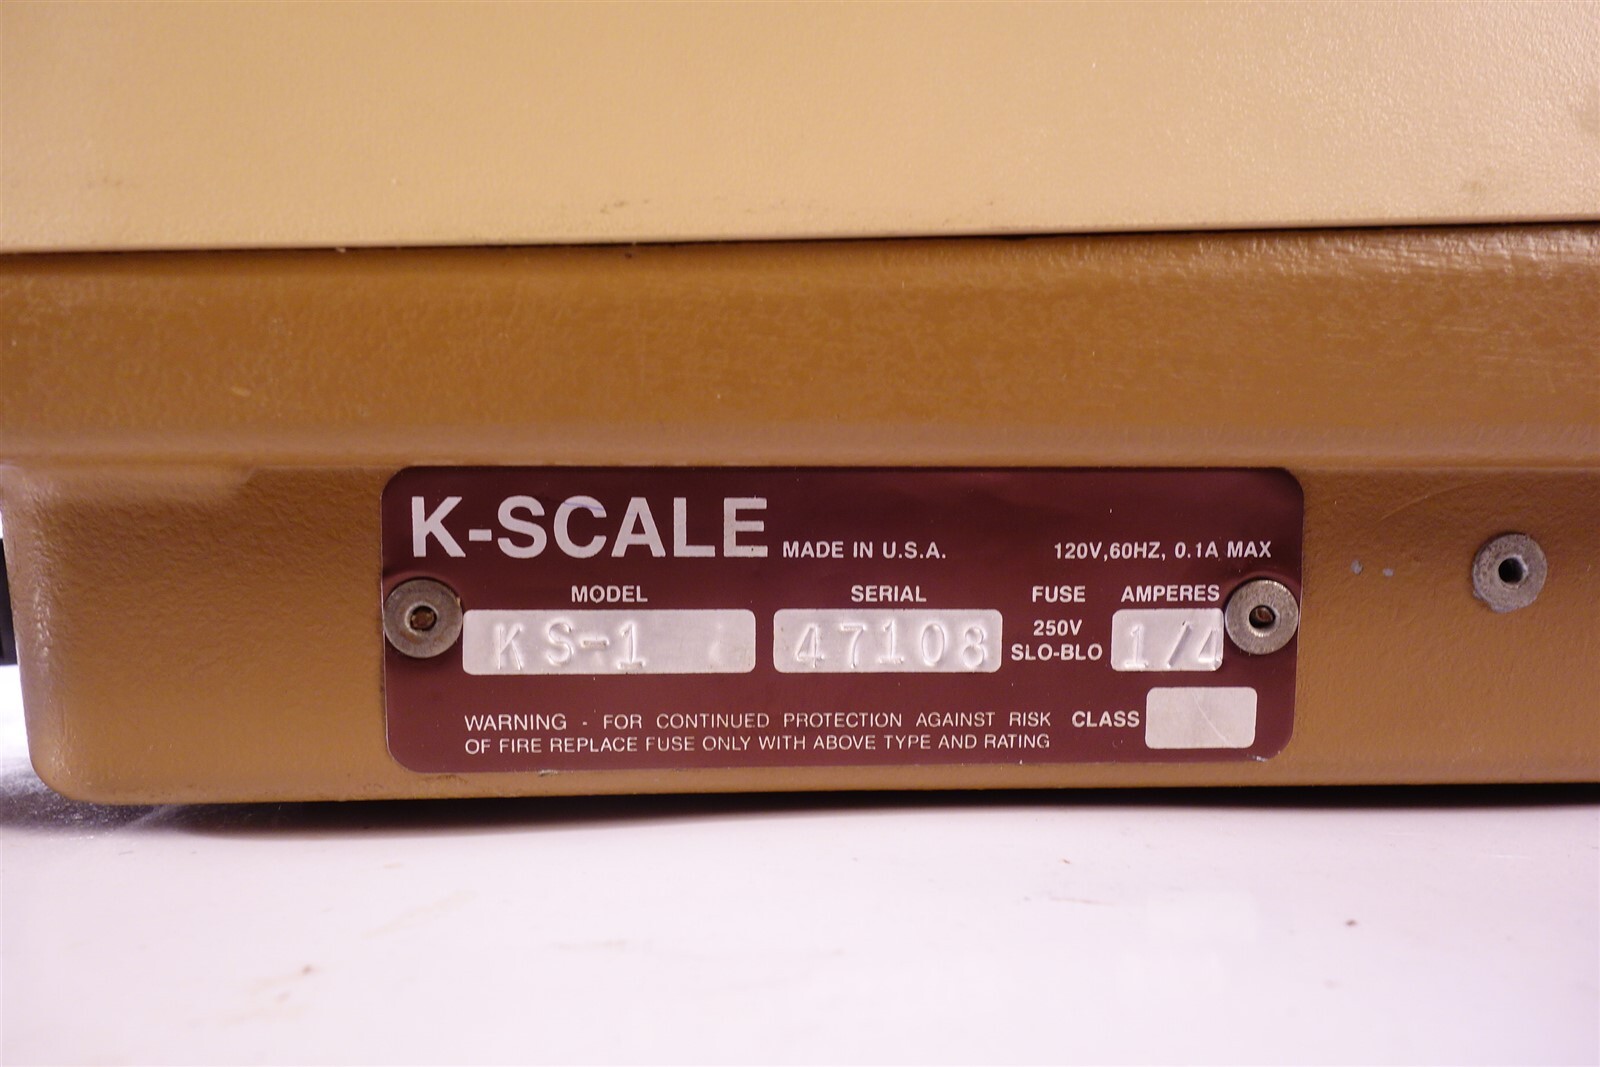 K-SCALE MADE IN U.S.A. 120V,60HZ, 0.1A MAX
MODEL SERIAL FUSE AMPERES
KS-1 47108 250V SLO-BLO 1/4
WARNING - FOR CONTINUED PROTECTION AGAINST RISK CLASS
OF FIRE REPLACE FUSE ONLY WITH ABOVE TYPE AND RATING